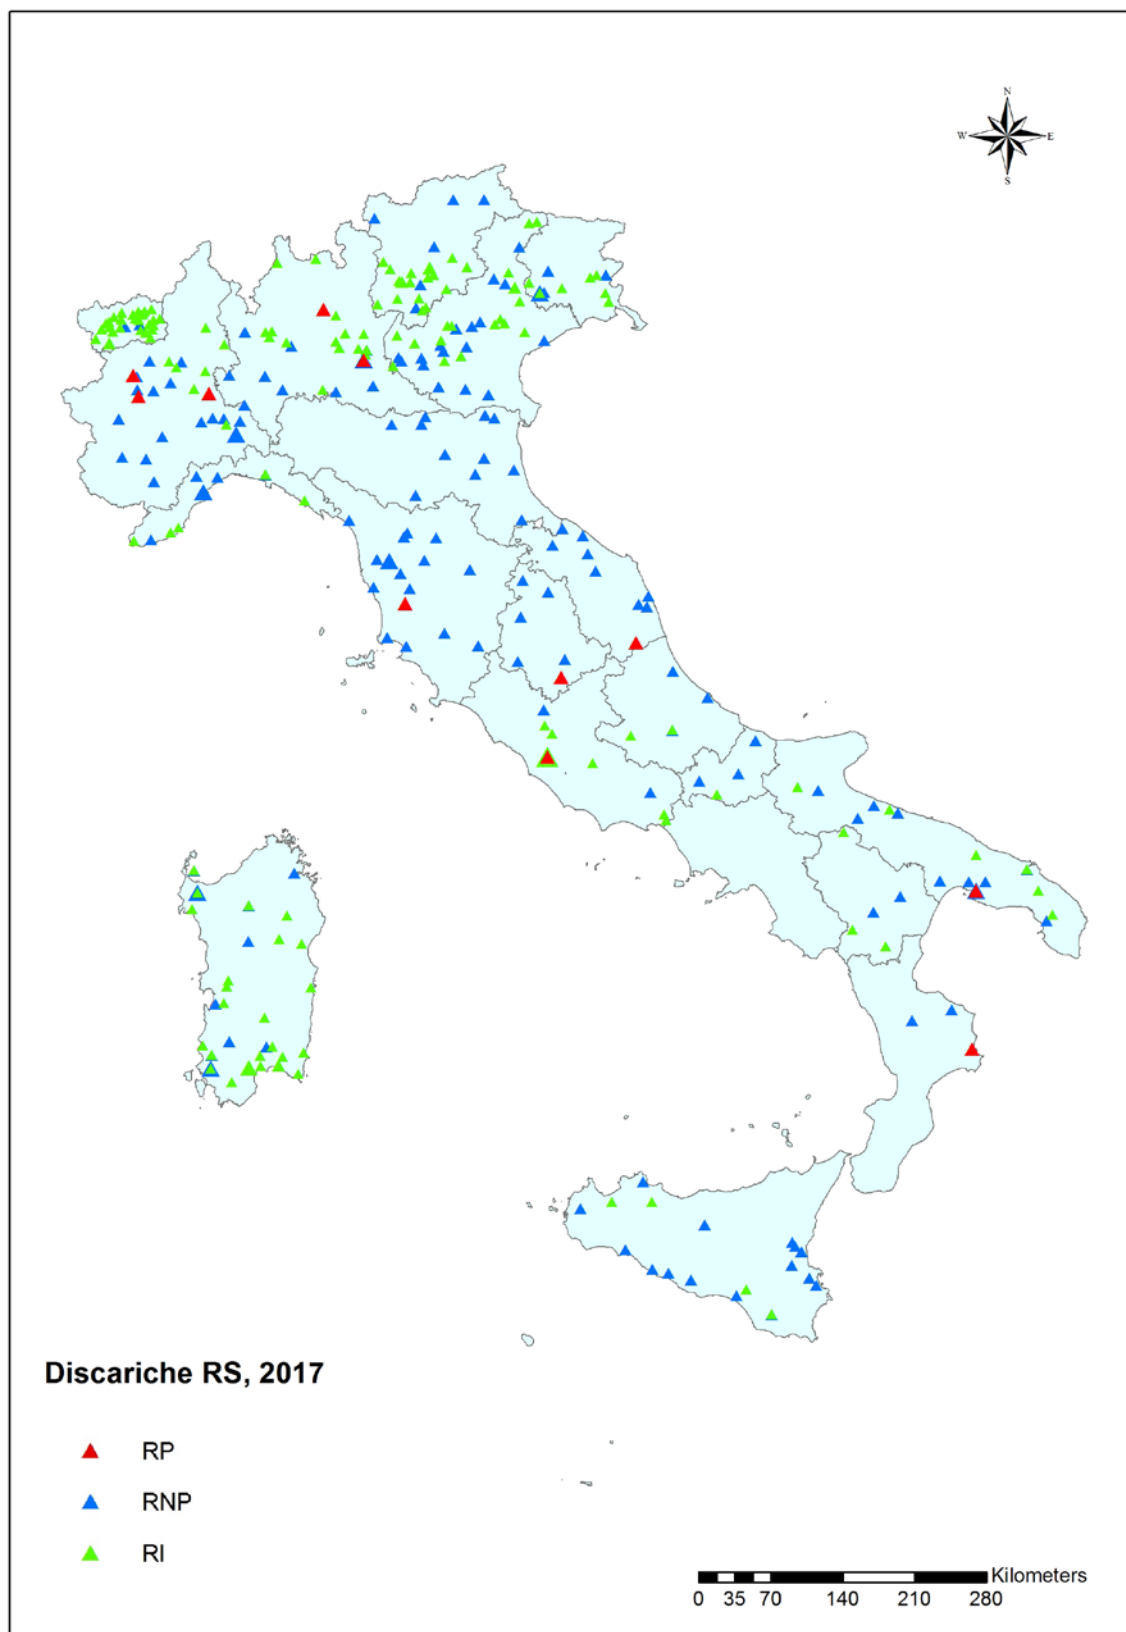 N
W E
S
Discariche RS, 2017
RP
RNP
RI
Kilometers
0 35 70 140 210 280